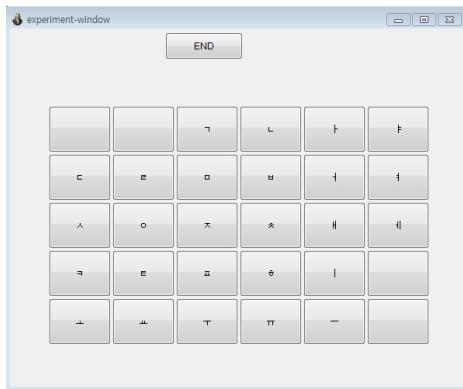 experiment-window
END
ㄱ ㄴ ㅏ ㅑ
ㄷ ㄹ ㅁ ㅂ ㅓ ㅕ
ㅅ ㅇ ㅈ ㅊ ㅐ ㅔ
ㅋ ㅌ ㅍ ㅎ ㅣ
ㅗ ㅛ ㅜ ㅠ ㅡ